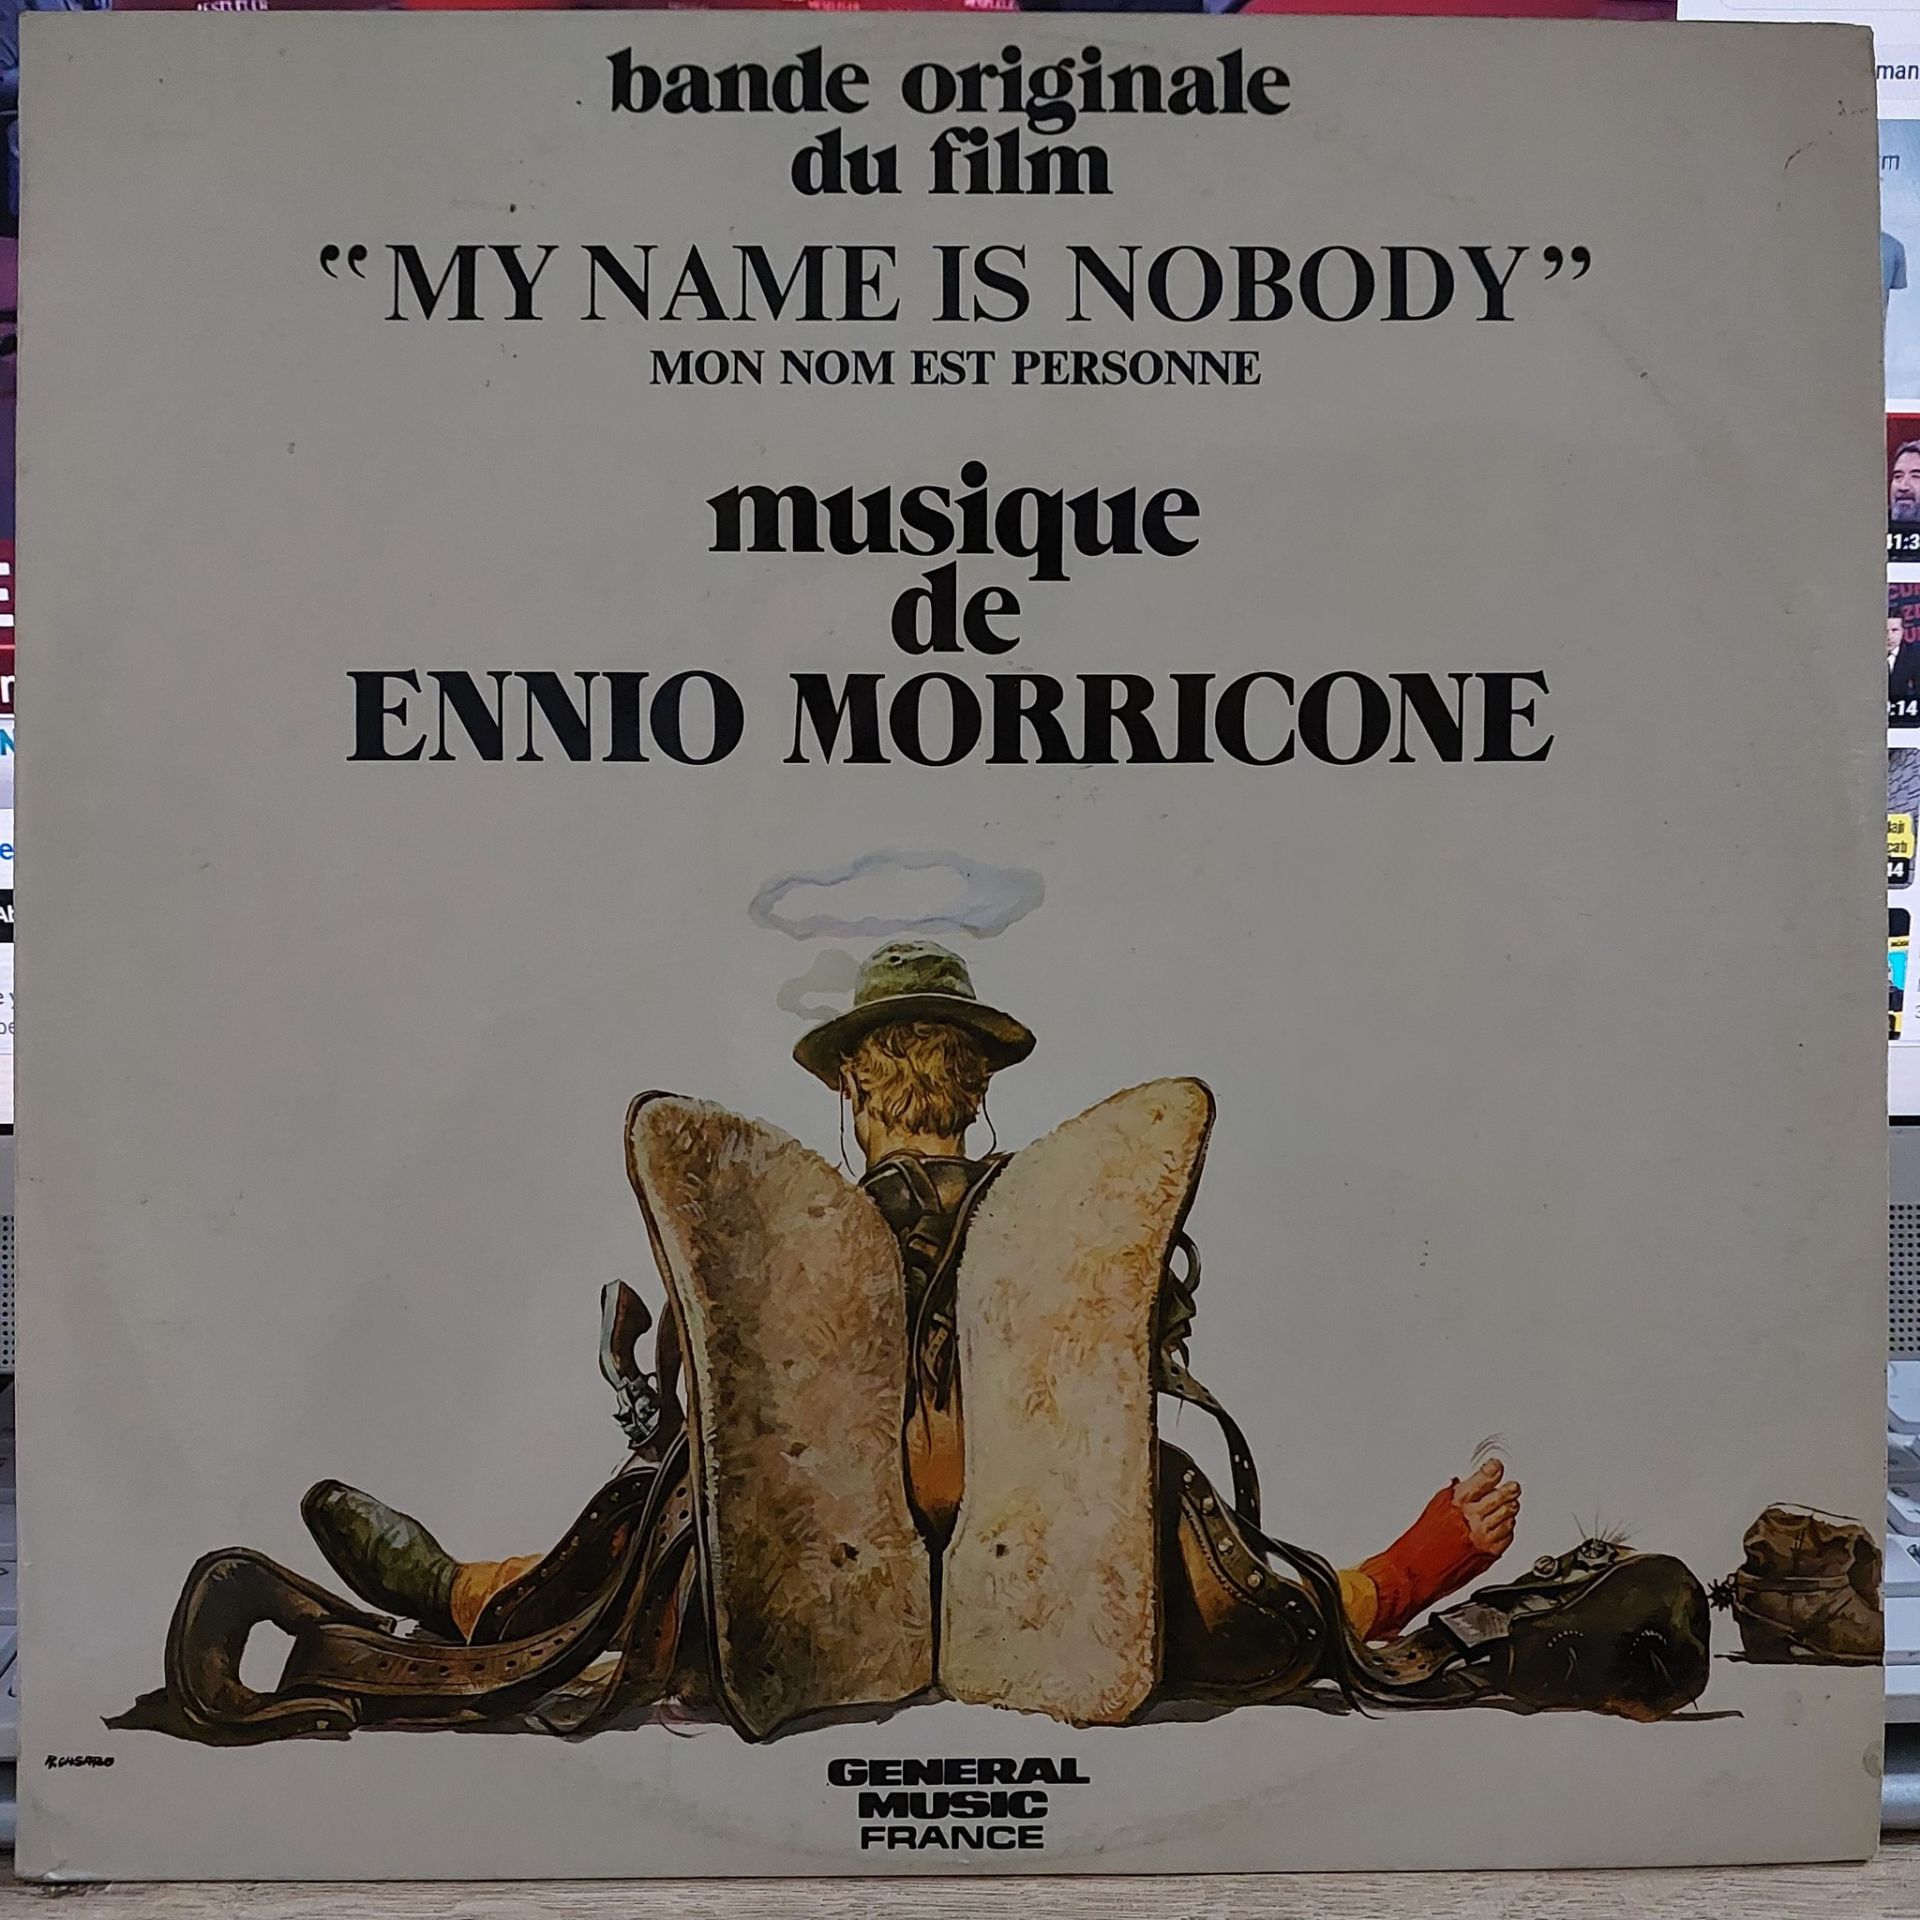 bande originale
du film
“MY NAME IS NOBODY”
MON NOM EST PERSONNE
musique
de
ENNIO MORRICONE
R. CASARO
GENERAL
MUSIC
FRANCE